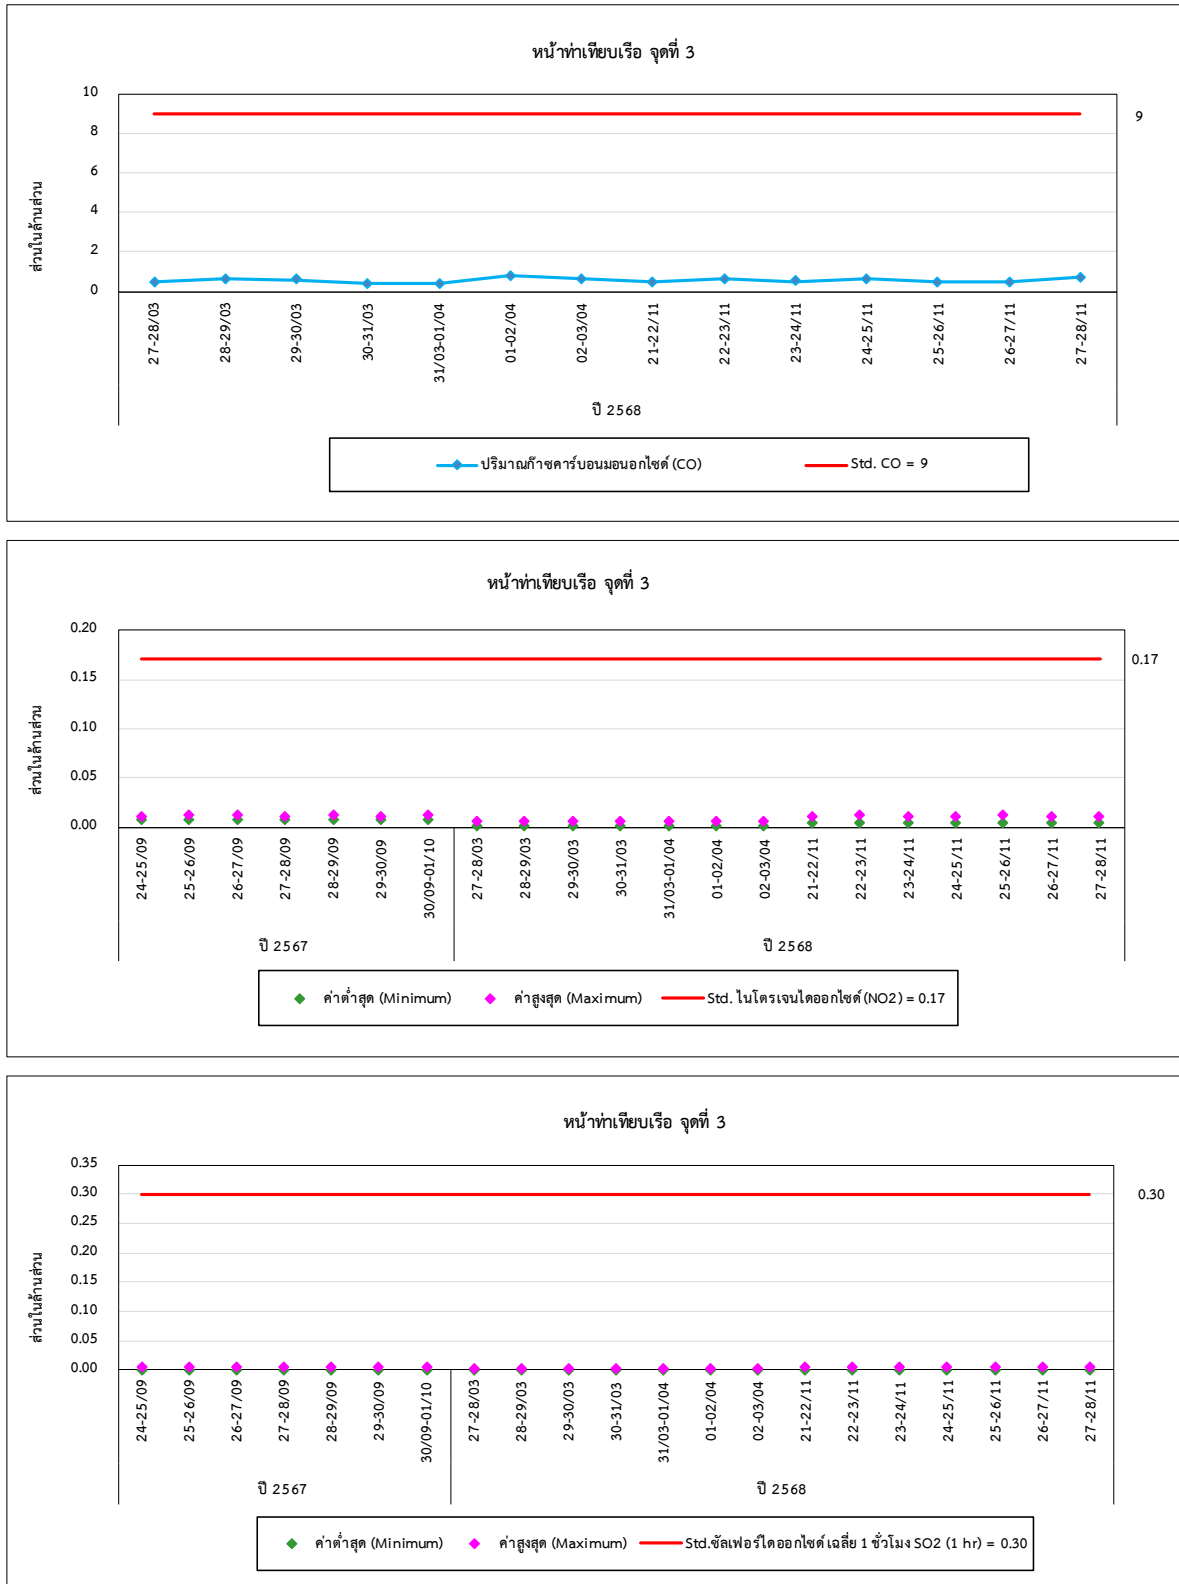 หน้าท่าเทียบเรือ จุดที่ 3
10
8
6
4
2
0
9
ส่วนในล้านส่วน
27-28/03 28-29/03 29-30/03 30-31/03 31/03-01/04 01-02/04 02-03/04 21-22/11 22-23/11 23-24/11 24-25/11 25-26/11 26-27/11 27-28/11
ปี 2568
ปริมาณก๊าซคาร์บอนมอนอกไซด์ (CO) Std. CO = 9
หน้าท่าเทียบเรือ จุดที่ 3
0.20
0.15
0.10
0.05
0.00
0.17
ส่วนในล้านส่วน
24-25/09 25-26/09 26-27/09 27-28/09 28-29/09 29-30/09 30/09-01/10 27-28/03 28-29/03 29-30/03 30-31/03 31/03-01/04 01-02/04 02-03/04 21-22/11 22-23/11 23-24/11 24-25/11 25-26/11 26-27/11 27-28/11
ปี 2567 ปี 2568
ค่าต่ำสุด (Minimum) ค่าสูงสุด (Maximum) Std. ไนโตรเจนไดออกไซด์ (NO2) = 0.17
หน้าท่าเทียบเรือ จุดที่ 3
0.35
0.30
0.25
0.20
0.15
0.10
0.05
0.00
0.30
ส่วนในล้านส่วน
24-25/09 25-26/09 26-27/09 27-28/09 28-29/09 29-30/09 30/09-01/10 27-28/03 28-29/03 29-30/03 30-31/03 31/03-01/04 01-02/04 02-03/04 21-22/11 22-23/11 23-24/11 24-25/11 25-26/11 26-27/11 27-28/11
ปี 2567 ปี 2568
ค่าต่ำสุด (Minimum) ค่าสูงสุด (Maximum) Std.ซัลเฟอร์ไดออกไซด์ เฉลี่ย 1 ชั่วโมง SO2 (1 hr) = 0.30